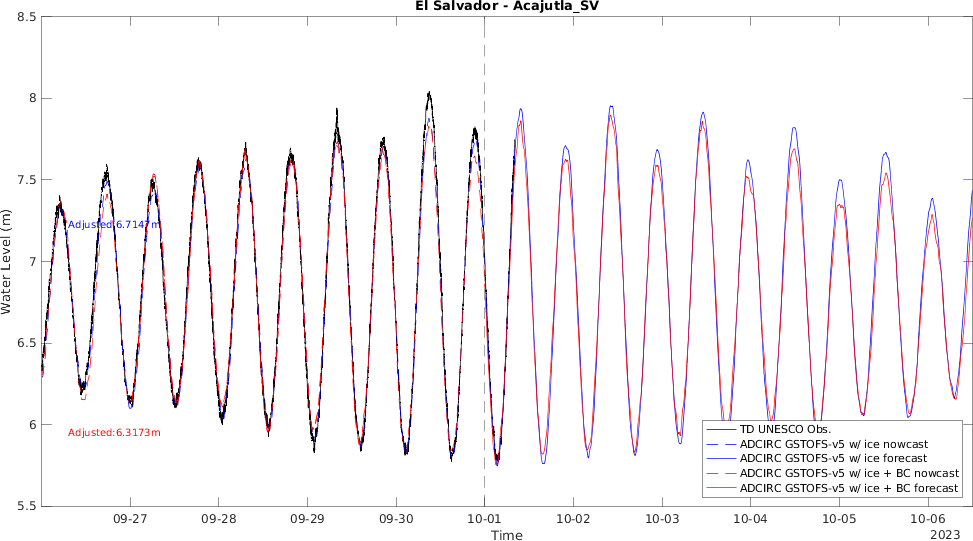 El Salvador - Acajutla_SV
8.5
8
7.5
7
6.5
6
5.5
Water Level (m)
Adjusted:6.7147m
Adjusted:6.3173m
TD UNESCO Obs.
ADCIRC GSTOFS-v5 w/ ice nowcast
ADCIRC GSTOFS-v5 w/ ice forecast
ADCIRC GSTOFS-v5 w/ ice + BC nowcast
ADCIRC GSTOFS-v5 w/ ice + BC forecast
09-27 09-28 09-29 09-30 10-01 10-02 10-03 10-04 10-05 10-06
Time
2023